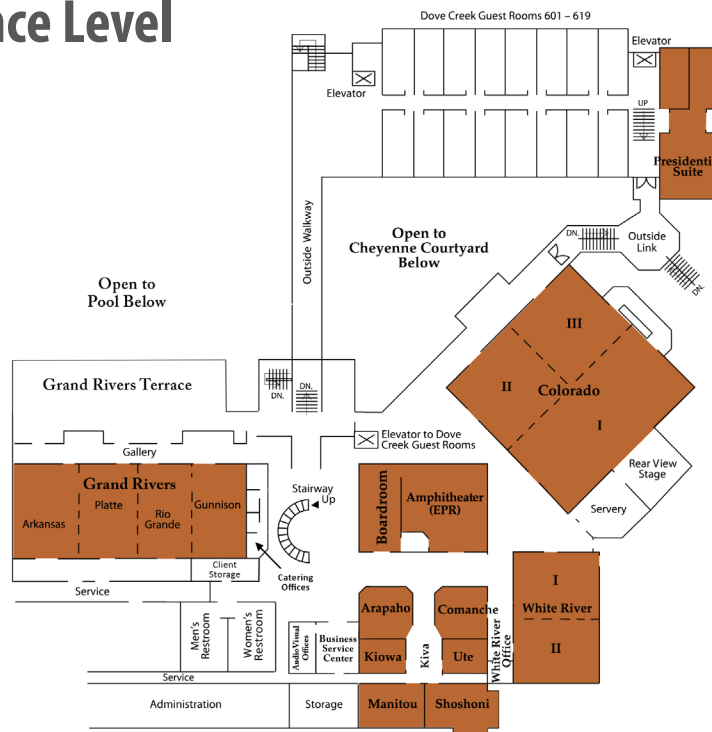 nce Level
Dove Creek Guest Rooms 601 – 619
Elevator
Elevator
UP
Presidenti
Suite
Outside Walkway
Open to
Cheyenne Courtyard
Below
DN.
Outside
Link
DN.
Open to
Pool Below
III
II
Colorado
I
Grand Rivers Terrace
DN.
DN.
Elevator to Dove
Creek Guest Rooms
Gallery
Rear View
Stage
Servery
Grand Rivers
Arkansas
Platte
Rio
Grande
Gunnison
Stairway
Up
Boardroom
Amphitheater
(EPR)
Client
Storage
Catering
Offices
Service
I
White River
II
Arapaho
Comanche
Men's
Restroom
Women's
Restroom
AudioVisual
Offices
Business
Service
Center
Kiowa
Kiva
Ute
White River
Office
Service
Administration
Storage
Manitou
Shoshoni